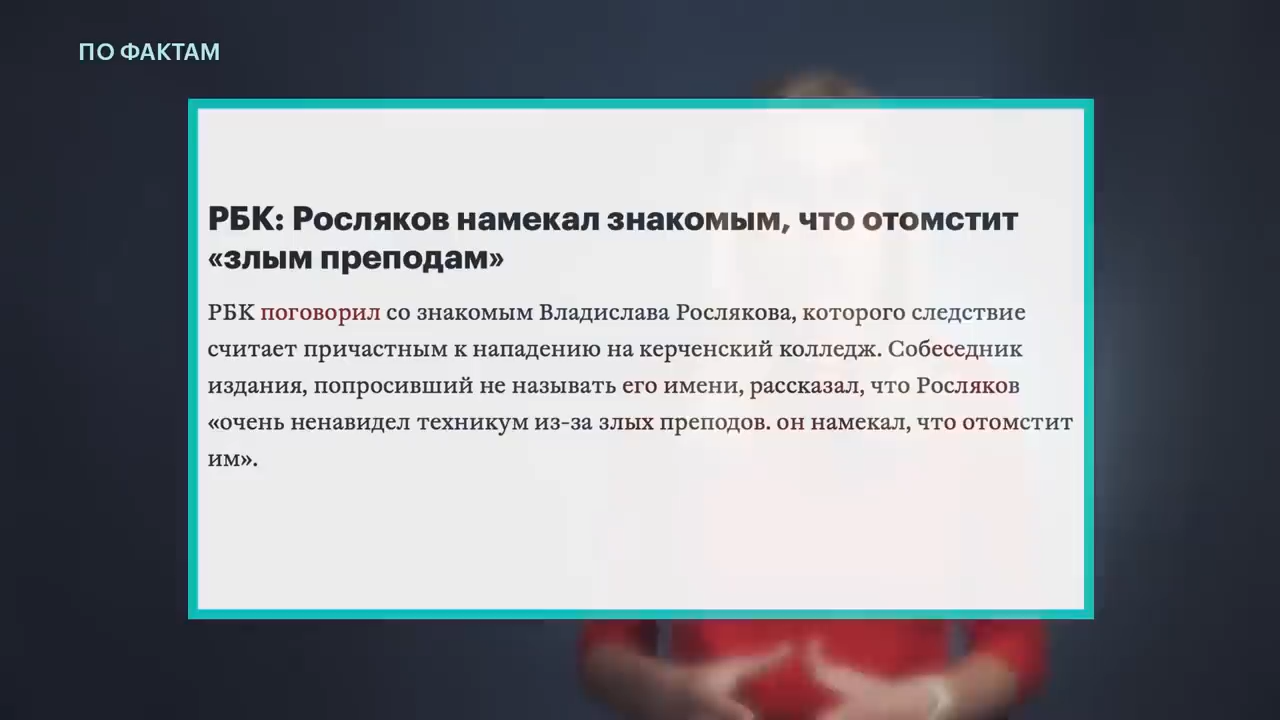 ПО ФАКТАМ
РБК: Росляков намекал знакомым, что отомстит
«злым преподам»
РБК поговорил со знакомым Владислава Рослякова, которого следствие
считает причастным к нападению на керченский колледж. Собеседник
издания, попросивший не называть его имени, рассказал, что Росляков
«очень ненавидел техникум из-за злых преподов. он намекал, что отомстит
им».